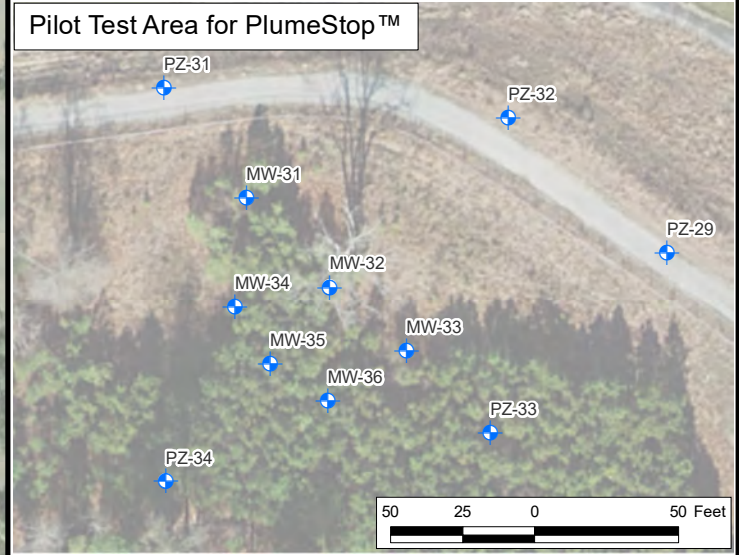 Pilot Test Area for PlumeStop™
PZ-31
PZ-32
MW-31
PZ-29
MW-32
MW-34
MW-33
MW-35
MW-36
PZ-33
PZ-34
50 25 0 50 Feet